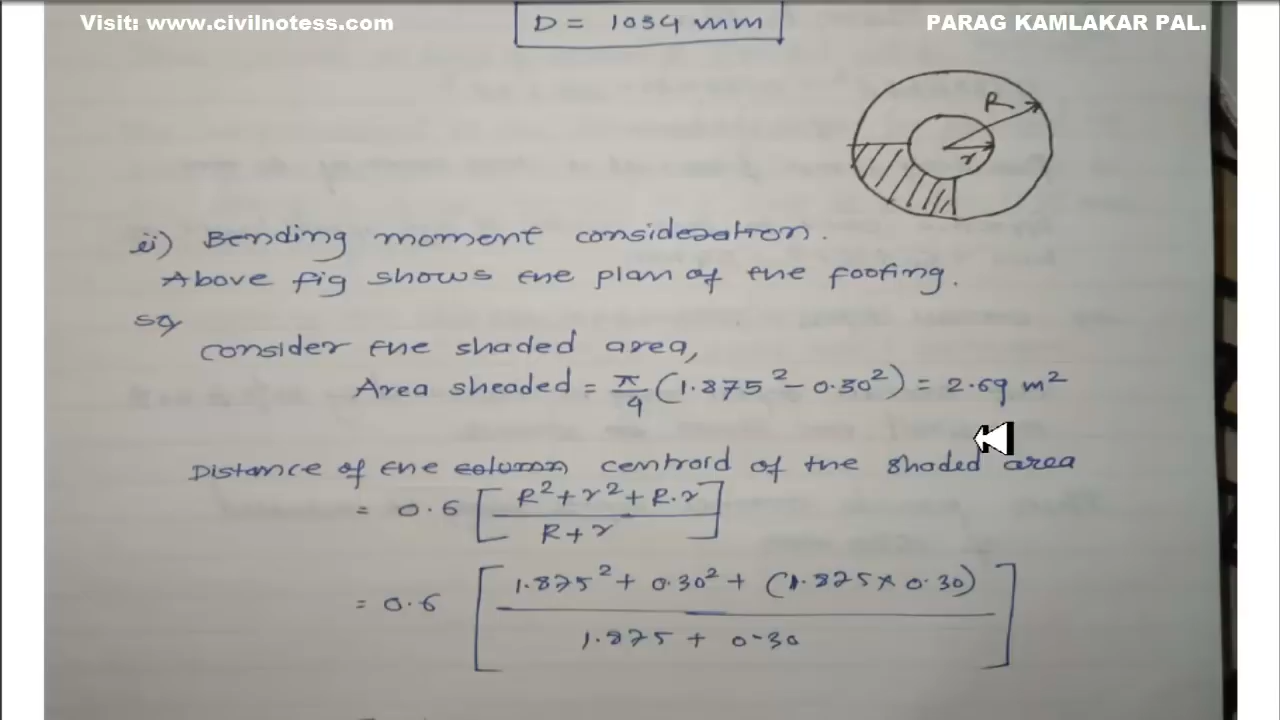 Visit: www.civilnotess.com
PARAG KAMLAKAR PAL.
D = 1034 mm
R
r
ii) Bending moment consideration.
Above fig shows the plan of the footing.
consider the shaded area,
Area sheaded = π/4 (1.875² - 0.30²) = 2.69 m²
Distance of the column centroid of the shaded area
= 0.6 [ R² + r² + R.r / R + r ]
= 0.6 [ 1.875² + 0.30² + (1.875 × 0.30) / 1.875 + 0.30 ]